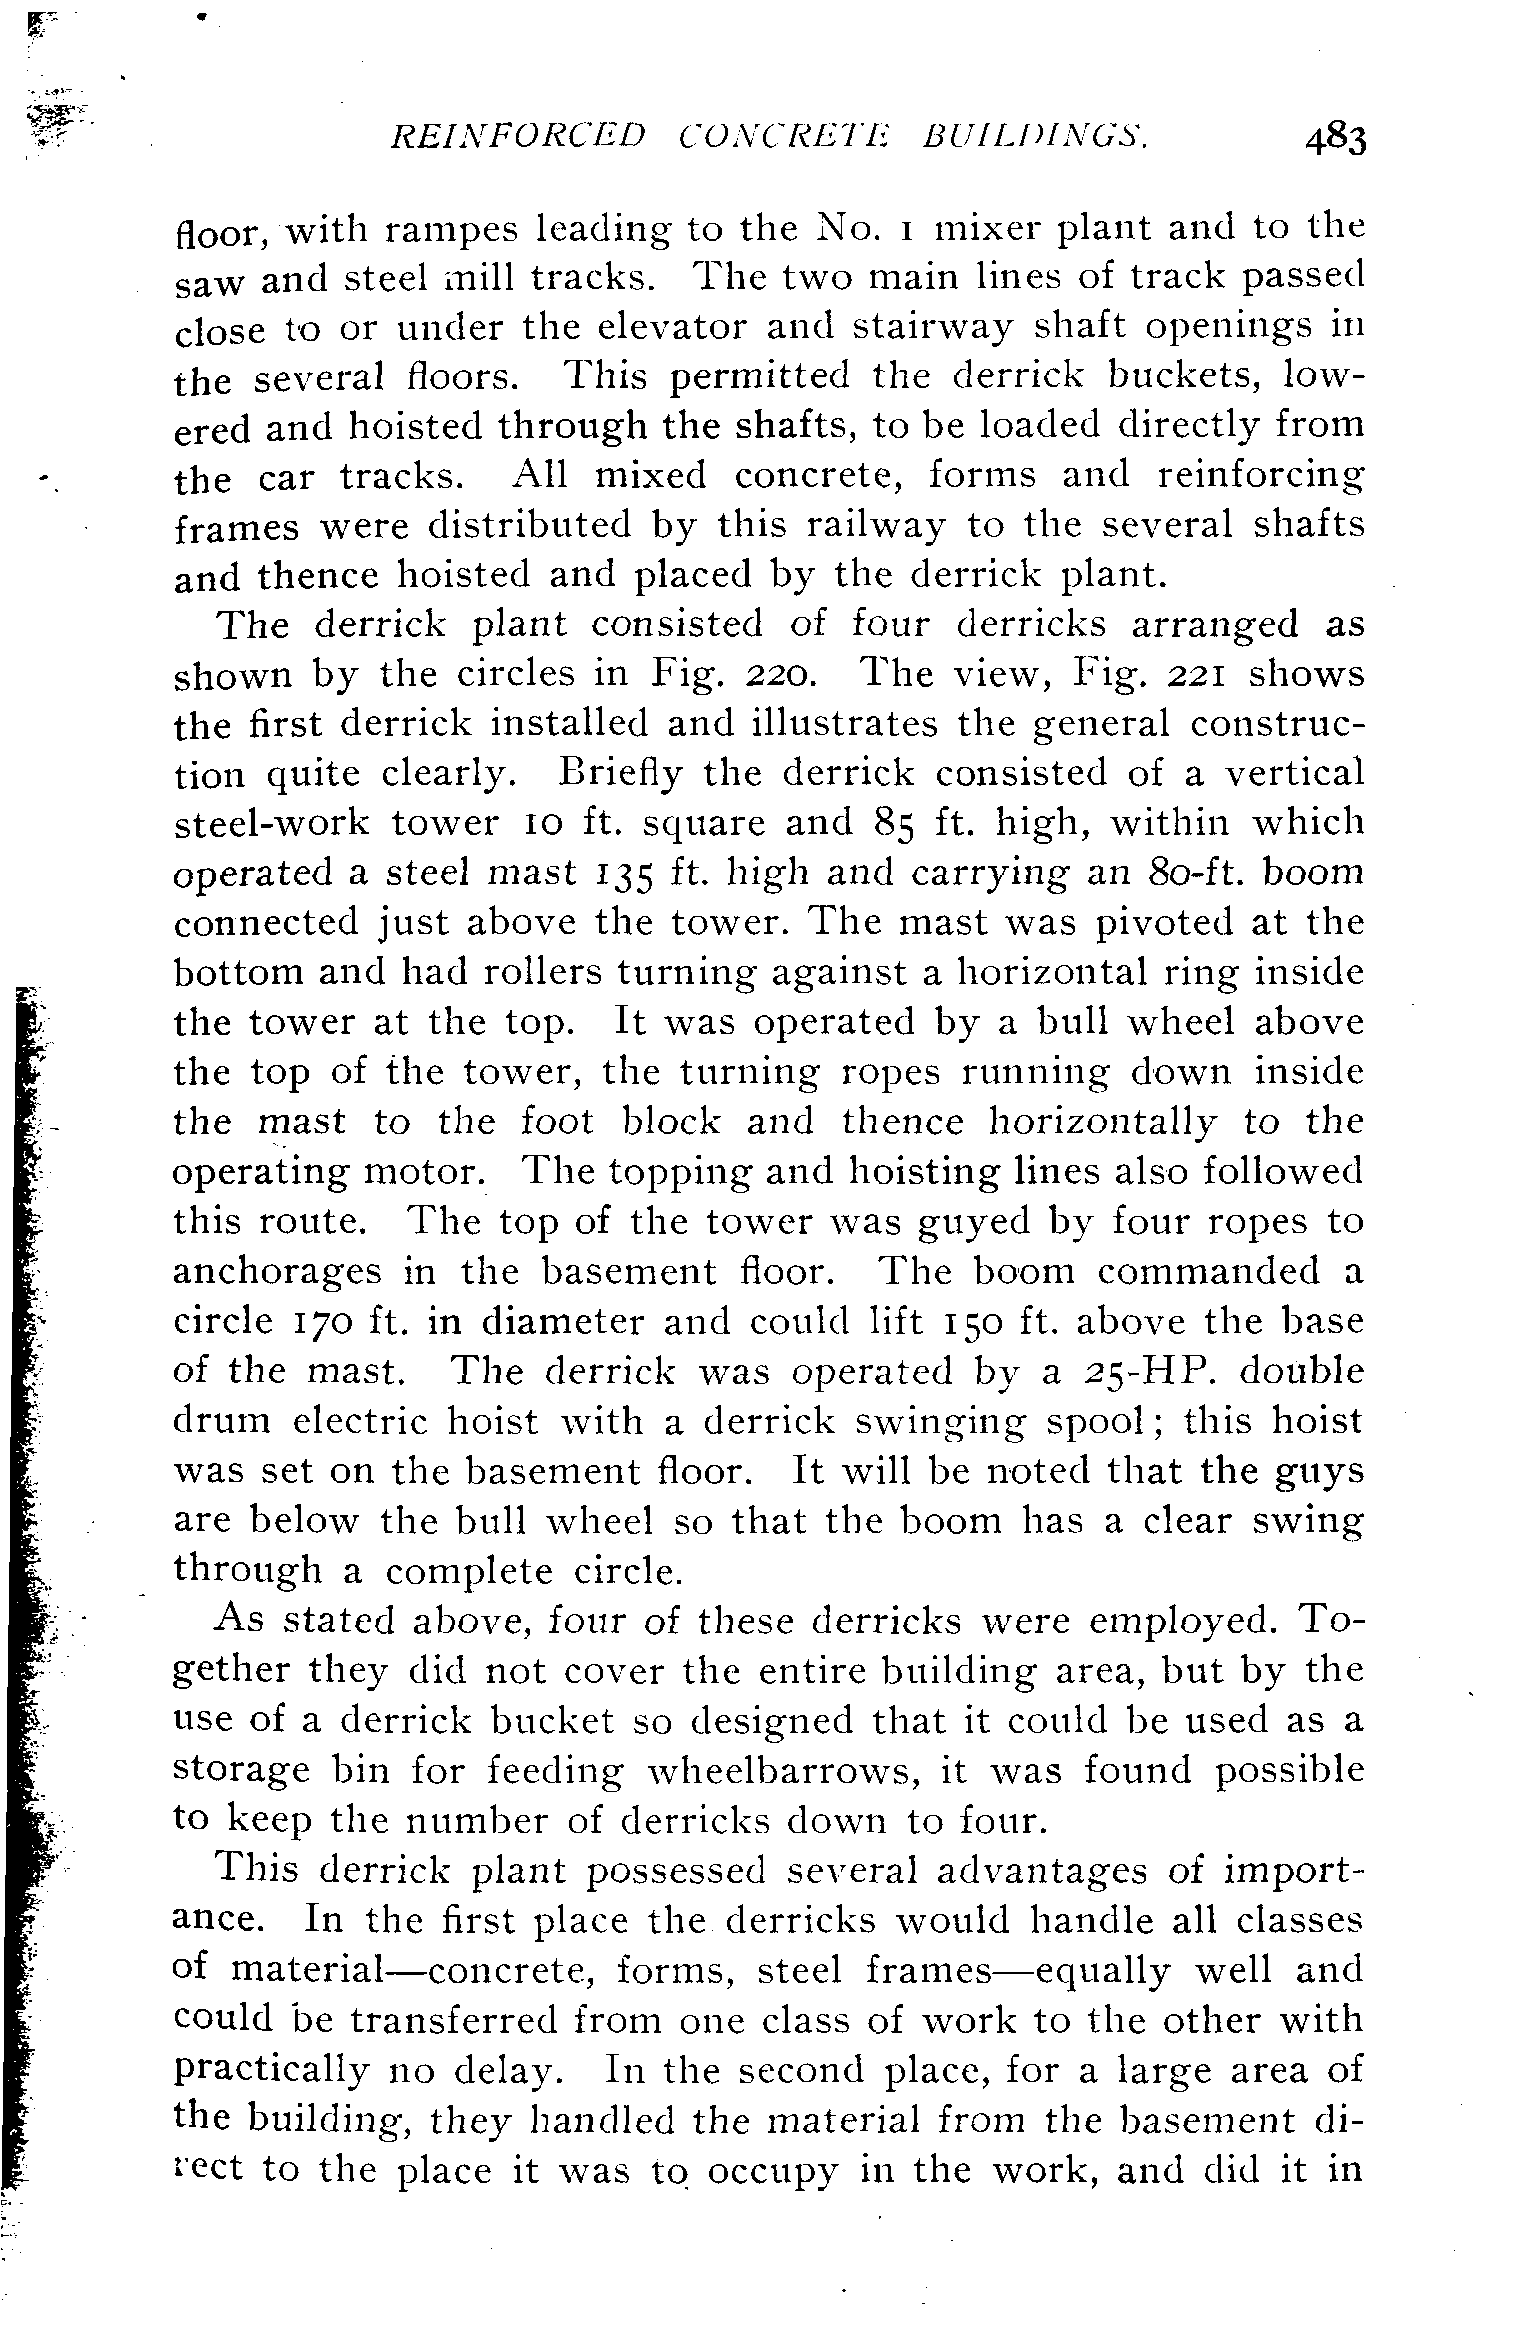 REINFORCED CONCRETE BUILDINGS. 483
floor, with rampes leading to the No. 1 mixer plant and to the
saw and steel mill tracks. The two main lines of track passed
close to or under the elevator and stairway shaft openings in
the several floors. This permitted the derrick buckets, low-
ered and hoisted through the shafts, to be loaded directly from
the car tracks. All mixed concrete, forms and reinforcing
frames were distributed by this railway to the several shafts
and thence hoisted and placed by the derrick plant.
The derrick plant consisted of four derricks arranged as
shown by the circles in Fig. 220. The view, Fig. 221 shows
the first derrick installed and illustrates the general construc-
tion quite clearly. Briefly the derrick consisted of a vertical
steel-work tower 10 ft. square and 85 ft. high, within which
operated a steel mast 135 ft. high and carrying an 80-ft. boom
connected just above the tower. The mast was pivoted at the
bottom and had rollers turning against a horizontal ring inside
the tower at the top. It was operated by a bull wheel above
the top of the tower, the turning ropes running down inside
the mast to the foot block and thence horizontally to the
operating motor. The topping and hoisting lines also followed
this route. The top of the tower was guyed by four ropes to
anchorages in the basement floor. The boom commanded a
circle 170 ft. in diameter and could lift 150 ft. above the base
of the mast. The derrick was operated by a 25-HP. double
drum electric hoist with a derrick swinging spool; this hoist
was set on the basement floor. It will be noted that the guys
are below the bull wheel so that the boom has a clear swing
through a complete circle.
As stated above, four of these derricks were employed. To-
gether they did not cover the entire building area, but by the
use of a derrick bucket so designed that it could be used as a
storage bin for feeding wheelbarrows, it was found possible
to keep the number of derricks down to four.
This derrick plant possessed several advantages of import-
ance. In the first place the derricks would handle all classes
of material—concrete, forms, steel frames—equally well and
could be transferred from one class of work to the other with
practically no delay. In the second place, for a large area of
the building, they handled the material from the basement di-
rect to the place it was to occupy in the work, and did it in